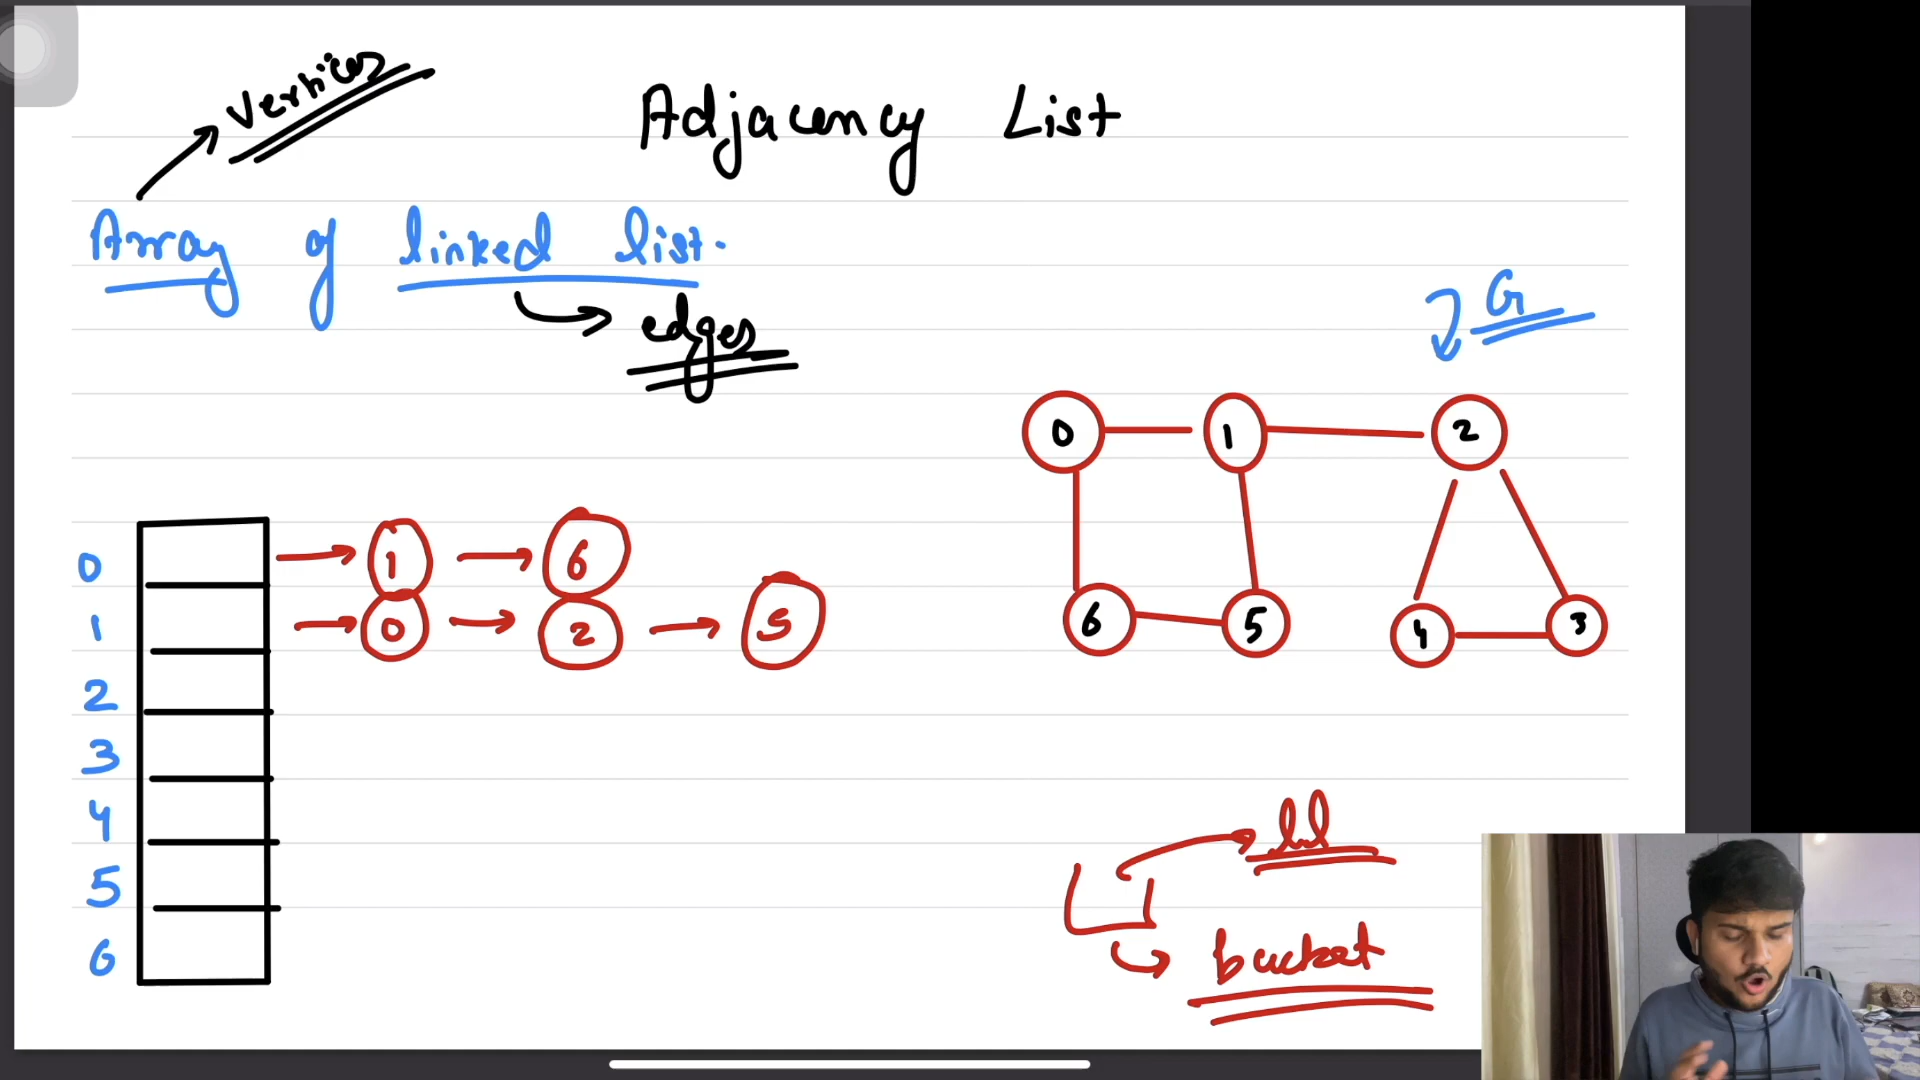 Vertices
Adjacency List
Array of linked list.
edges
G
0 1 2
6 5 4 3
0 → 1 → 6
1 → 0 → 2 → 5
2
3
4
5
6
ll
bucket